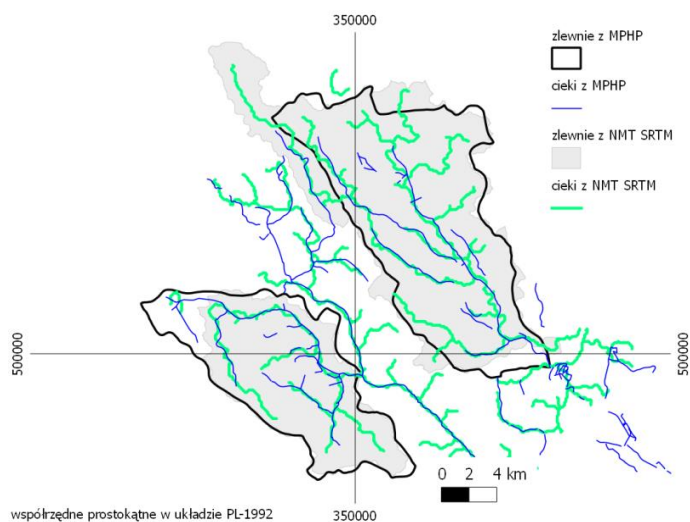 350000
zlewnie z MPHP
cieki z MPHP
zlewnie z NMT SRTM
cieki z NMT SRTM
500000
500000
0 2 4 km
współrzędne prostokątne w układzie PL-1992
350000